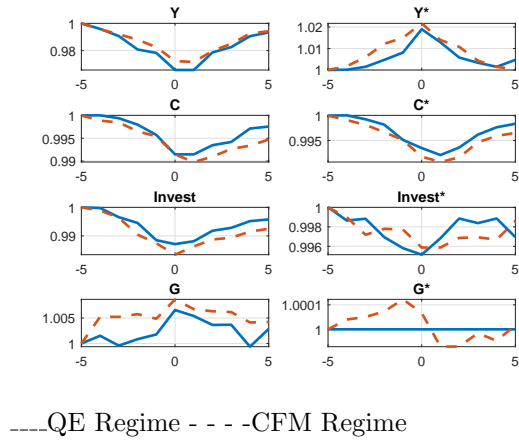 Y Y*
1 1.02
0.98 1.01
1
-5 0 5 -5 0 5
C C*
1 1
0.995 0.995
0.99
-5 0 5 -5 0 5
Invest Invest*
1 1
0.99 0.998
0.996
-5 0 5 -5 0 5
G G*
1.005 1.0001
1 1
-5 0 5 -5 0 5
____QE Regime - - - -CFM Regime